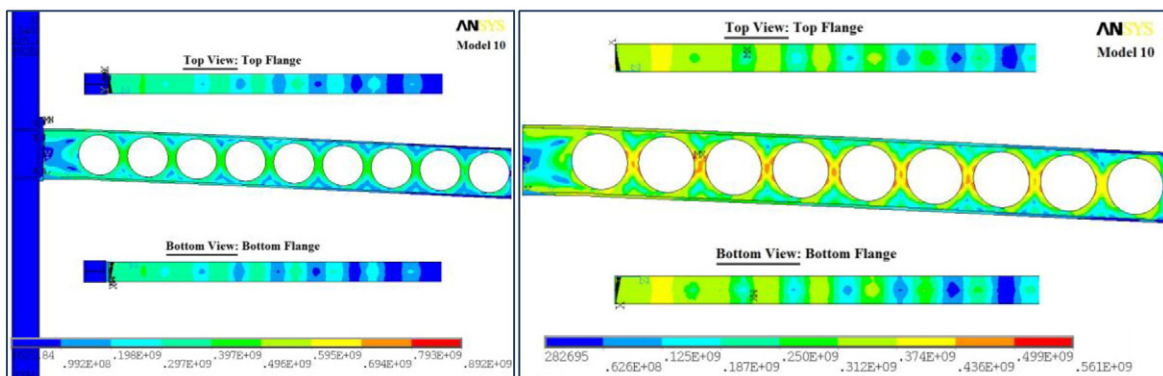 ANSYS
Model 10
Top View: Top Flange
Bottom View: Bottom Flange
.992E+08
.198E+09
.297E+09
.397E+09
.496E+09
.595E+09
.694E+09
.793E+09
.892E+09
ANSYS
Model 10
Top View: Top Flange
MX
Bottom View: Bottom Flange
282695
.626E+08
.125E+09
.187E+09
.250E+09
.312E+09
.374E+09
.436E+09
.499E+09
.561E+09